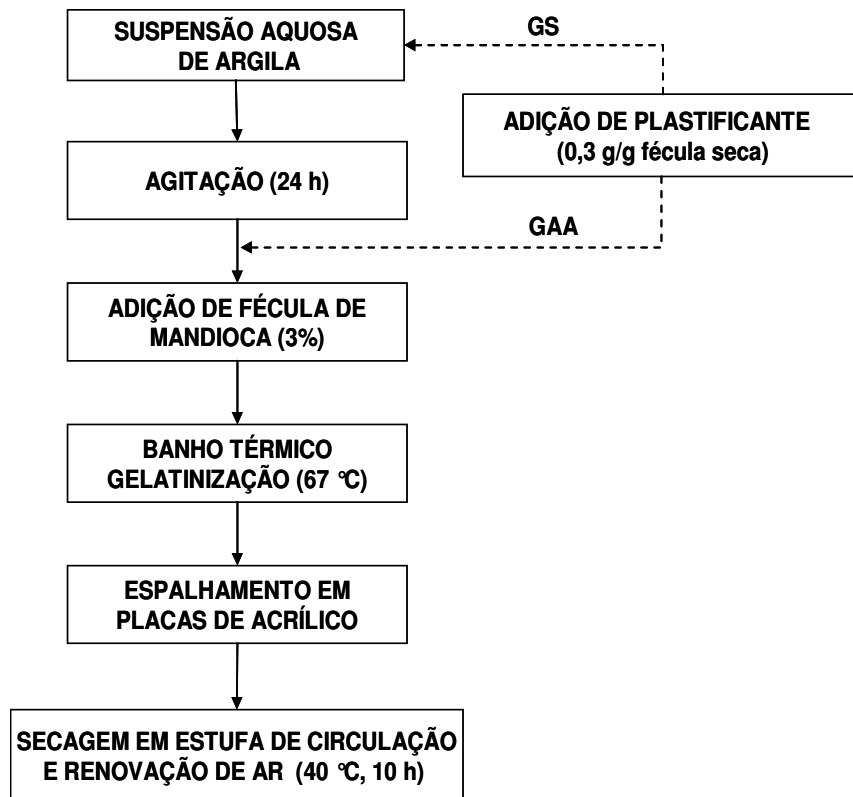 SUSPENSÃO AQUOSA
DE ARGILA
GS
ADIÇÃO DE PLASTIFICANTE
(0,3 g/g fécula seca)
AGITAÇÃO (24 h)
GAA
ADIÇÃO DE FÉCULA DE
MANDIOCA (3%)
BANHO TÉRMICO
GELATINIZAÇÃO (67 °C)
ESPALHAMENTO EM
PLACAS DE ACRÍLICO
SECAGEM EM ESTUFA DE CIRCULAÇÃO
E RENOVAÇÃO DE AR (40 °C, 10 h)